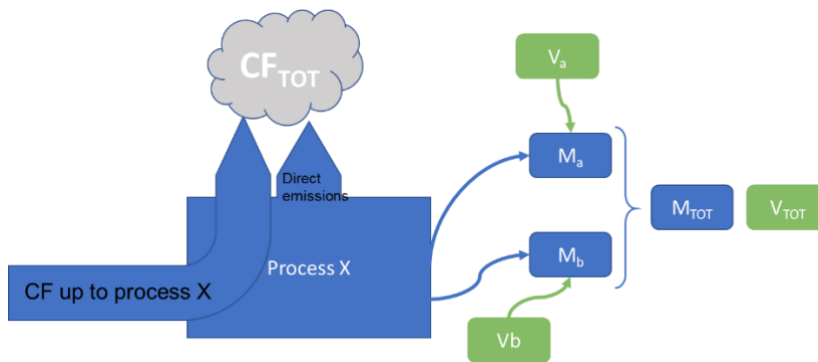 CF_TOT
V_a
M_a
Direct
emissions
M_TOT
V_TOT
Process X
M_b
CF up to process X
Vb